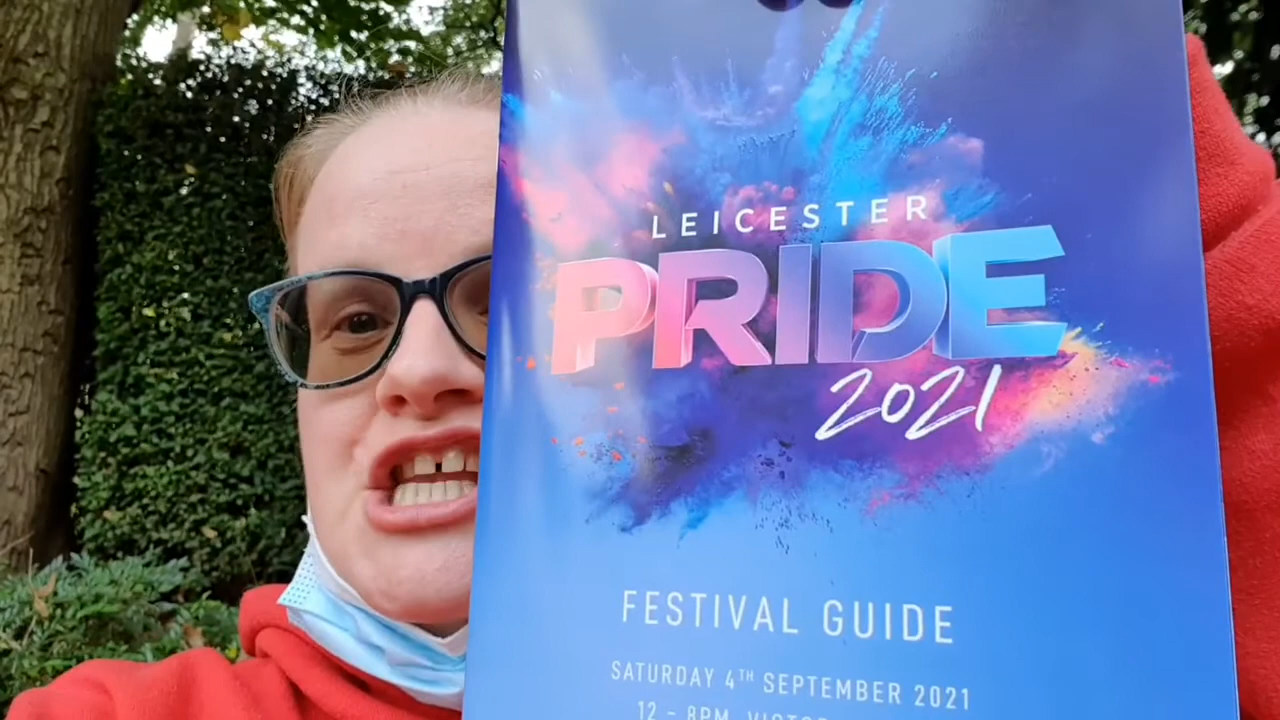 LEICESTER
PRIDE
2021
FESTIVAL GUIDE
SATURDAY 4TH SEPTEMBER 2021
12 - 8PM,